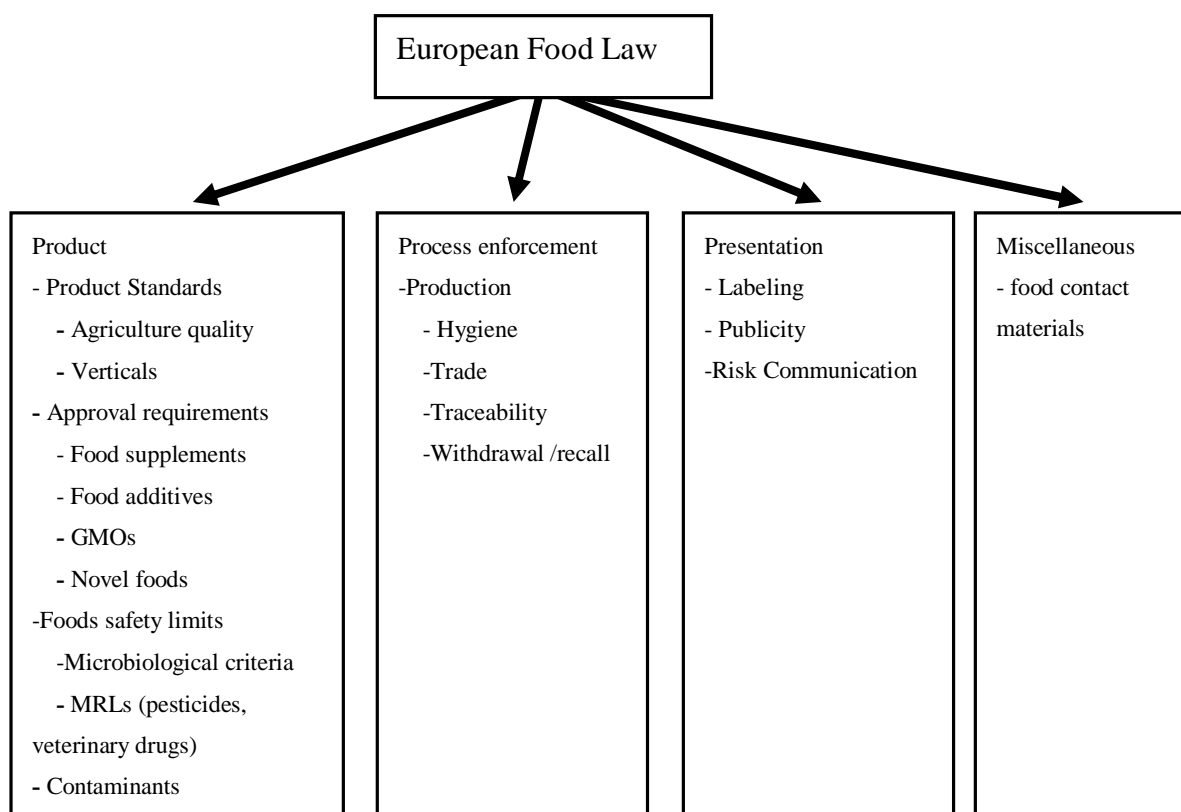 European Food Law
Product
- Product Standards
- Agriculture quality
- Verticals
- Approval requirements
- Food supplements
- Food additives
- GMOs
- Novel foods
-Foods safety limits
-Microbiological criteria
- MRLs (pesticides,
veterinary drugs)
- Contaminants
Process enforcement
-Production
- Hygiene
-Trade
-Traceability
-Withdrawal /recall
Presentation
- Labeling
- Publicity
-Risk Communication
Miscellaneous
- food contact
materials